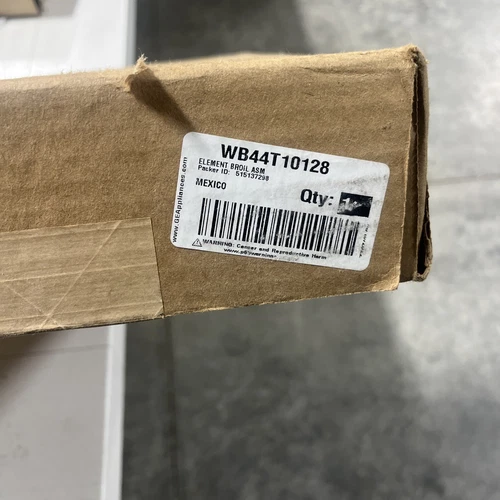 WB44T10128
ELEMENT BROIL ASM
Packer ID: 515137298
MEXICO
Qty:
WARNING: Cancer and Reproductive Harm
www.GEAppliances.com